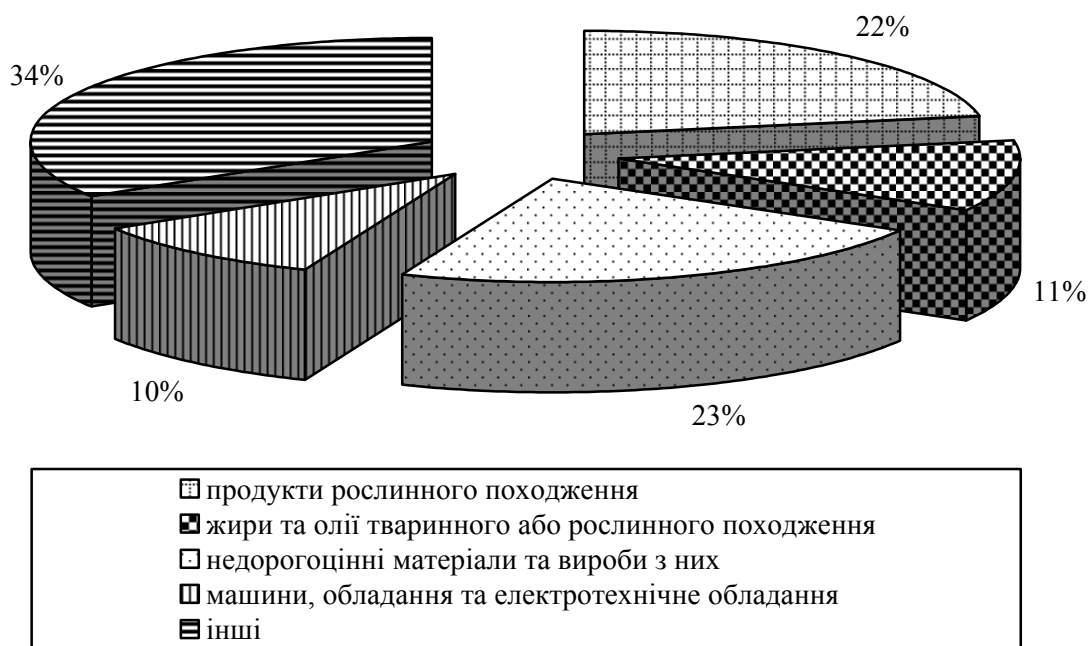 22%
34%
11%
10%
23%
продукти рослинного походження
жири та олії тваринного або рослинного походження
недорогоцінні матеріали та вироби з них
машини, обладання та електротехнічне обладання
інші